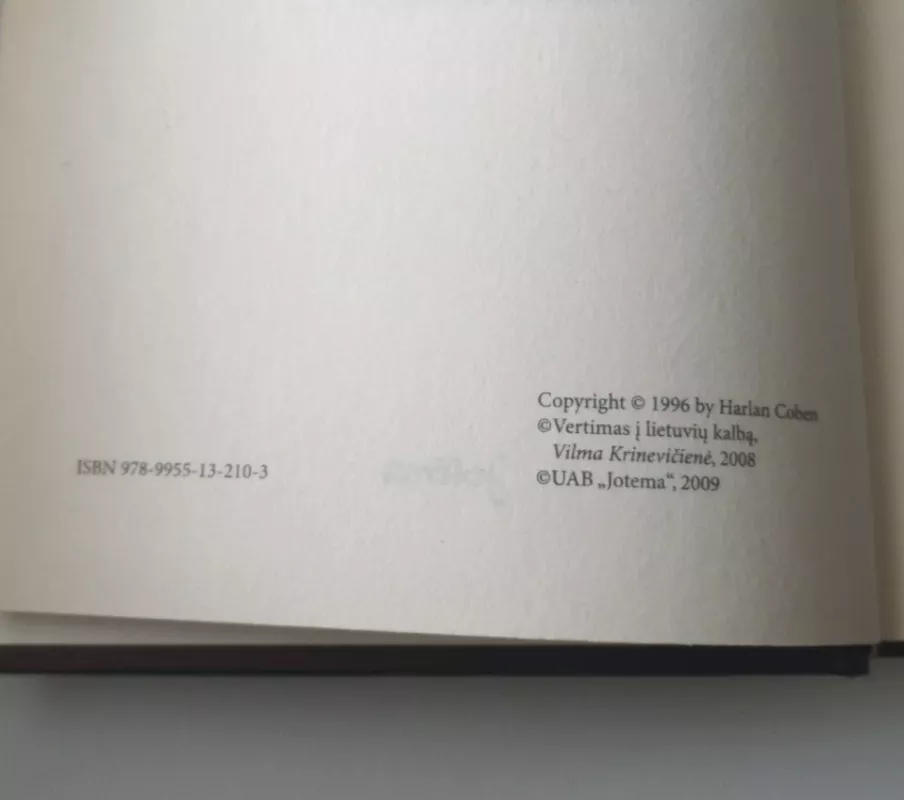 ISBN 978-9955-13-210-3
Copyright © 1996 by Harlan Coben
©Vertimas į lietuvių kalbą,
Vilma Krinevičienė, 2008
©UAB „Jotema“, 2009